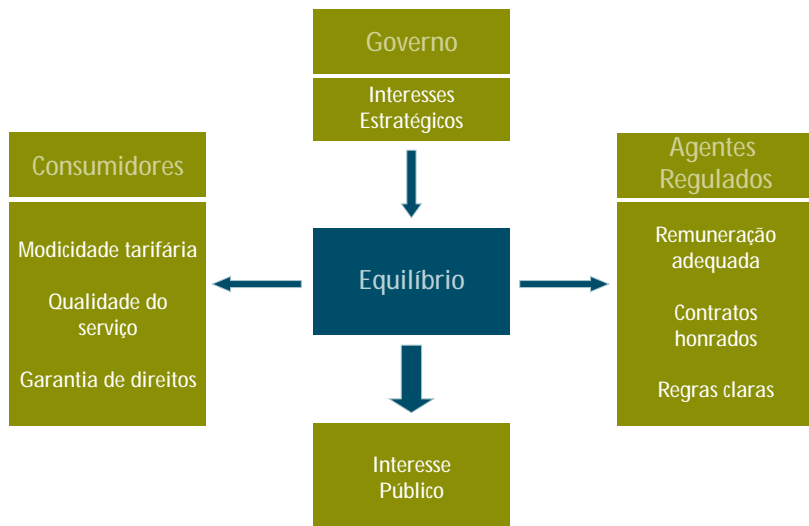 Governo
Interesses
Estratégicos
Consumidores
Modicidade tarifária
Qualidade do
serviço
Garantia de direitos
Equilíbrio
Agentes
Regulados
Remuneração
adequada
Contratos
honrados
Regras claras
Interesse
Público